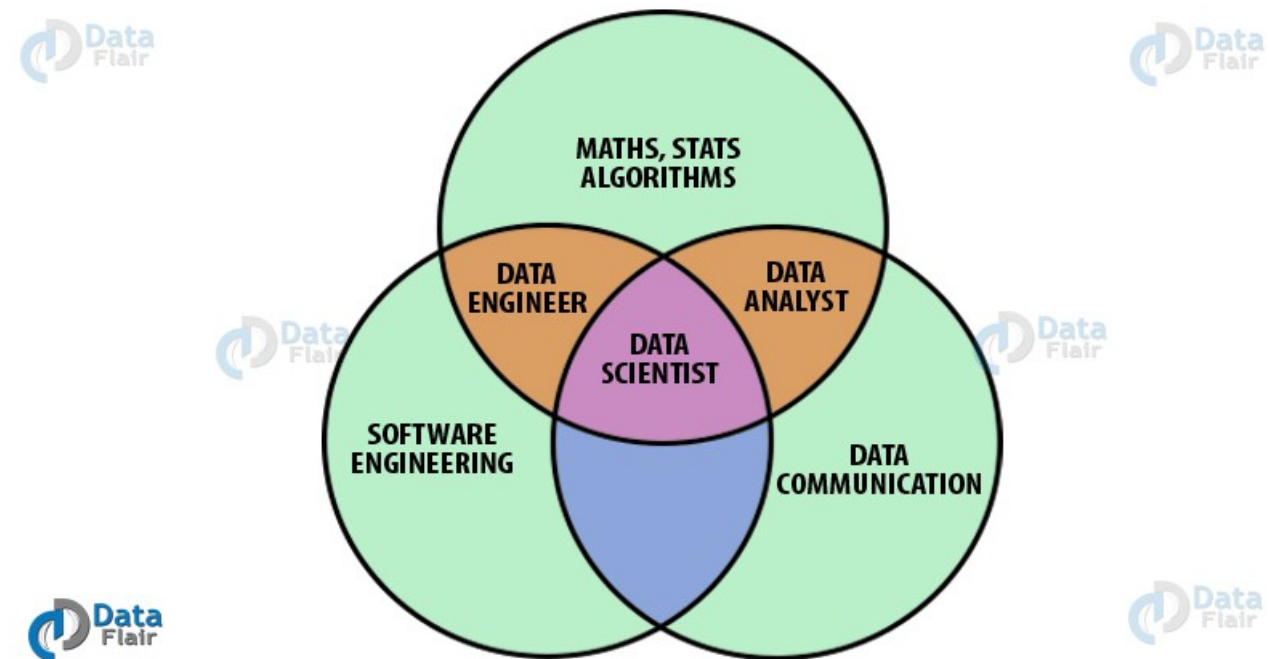 Data
Flair
Data
Flair
MATHS, STATS
ALGORITHMS
DATA
ENGINEER
DATA
ANALYST
DATA
SCIENTIST
Data
Flair
Data
Flair
SOFTWARE
ENGINEERING
DATA
COMMUNICATION
Data
Flair
Data
Flair